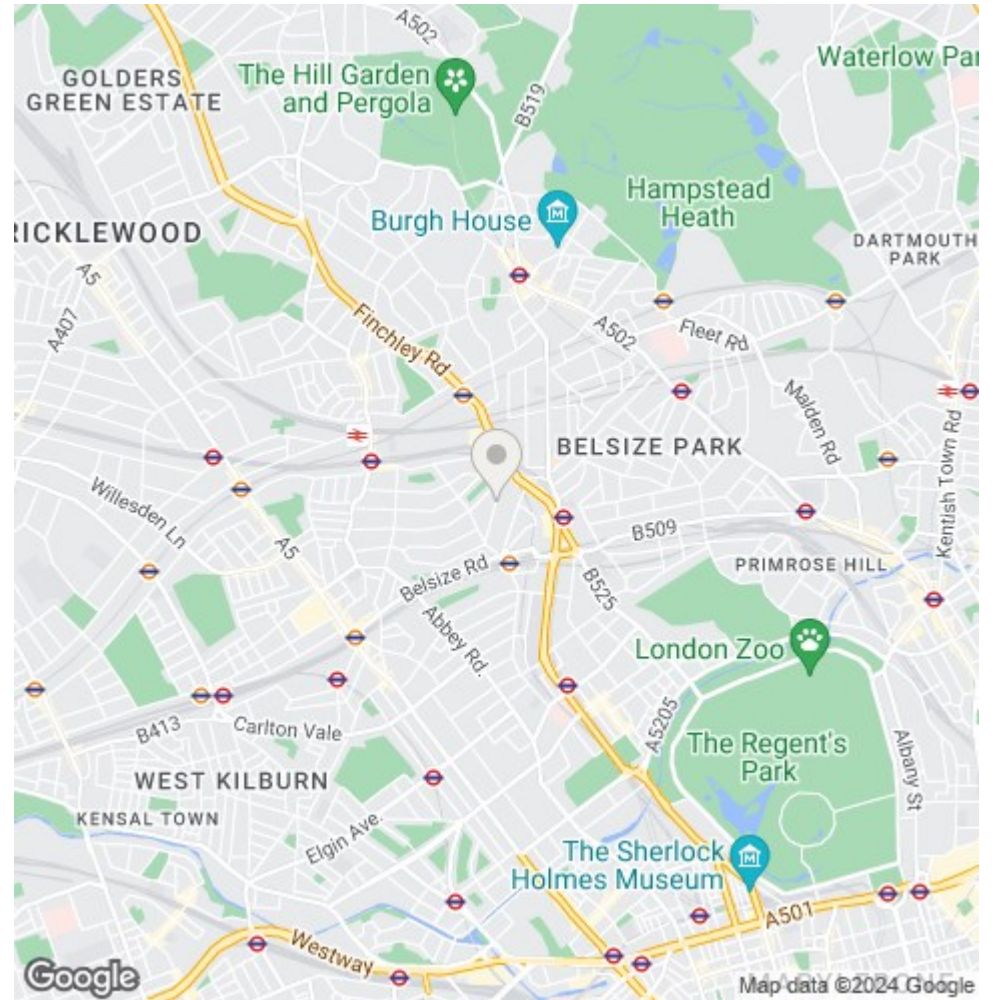 A502
GOLDERS
GREEN ESTATE
The Hill Garden
and Pergola
Waterlow Par
B519
Hampstead
Heath
Burgh House
RICKLEWOOD
DARTMOUTH
PARK
A5
A407
Finchley Rd
A502
Fleet Rd
Malden Rd
BELSIZE PARK
Kentish Town Rd
Willesden Ln
A5
B509
Belsize Rd
PRIMROSE HILL
B525
Abbey Rd.
London Zoo
A5205
B413
Carlton Vale
The Regent's
Park
Albany St
WEST KILBURN
KENSAL TOWN
Elgin Ave.
The Sherlock
Holmes Museum
A501
Westway
Google
Map data ©2024 Google